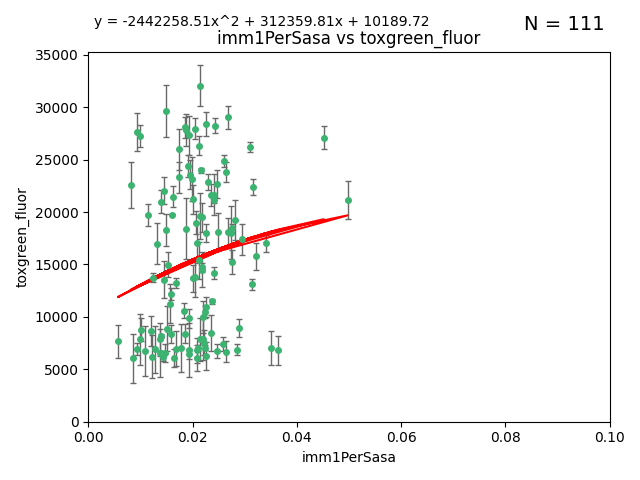 y = -2442258.51x^2 + 312359.81x + 10189.72
N = 111
imm1PerSasa vs toxgreen_fluor
35000
30000
25000
20000
15000
10000
5000
0
toxgreen_fluor
0.00 0.02 0.04 0.06 0.08 0.10
imm1PerSasa